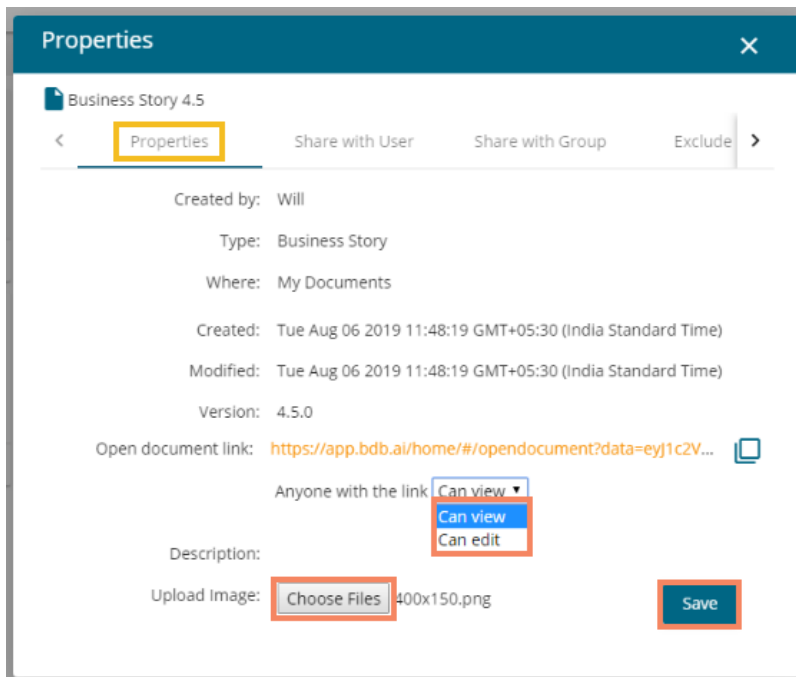 Properties
Business Story 4.5
Properties Share with User Share with Group Exclude
Created by: Will
Type: Business Story
Where: My Documents
Created: Tue Aug 06 2019 11:48:19 GMT+05:30 (India Standard Time)
Modified: Tue Aug 06 2019 11:48:19 GMT+05:30 (India Standard Time)
Version: 4.5.0
Open document link: https://app.bdb.ai/home/#/opendocument?data=eyJ1c2V...
Anyone with the link Can view
Can view
Can edit
Description:
Upload Image: Choose Files 400x150.png Save